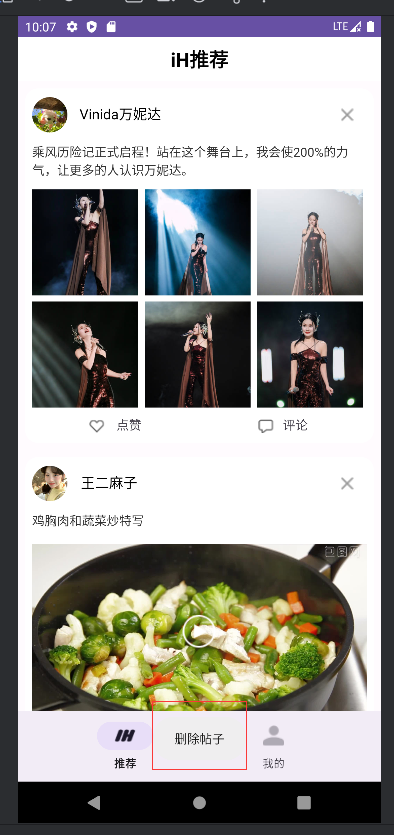 10:07
LTE
iH推荐
Vinida万妮达
乘风历险记正式启程！站在这个舞台上，我会使200%的力
气，让更多的人认识万妮达。
点赞
评论
王二麻子
鸡胸肉和蔬菜炒特写
IH
推荐
删除帖子
我的